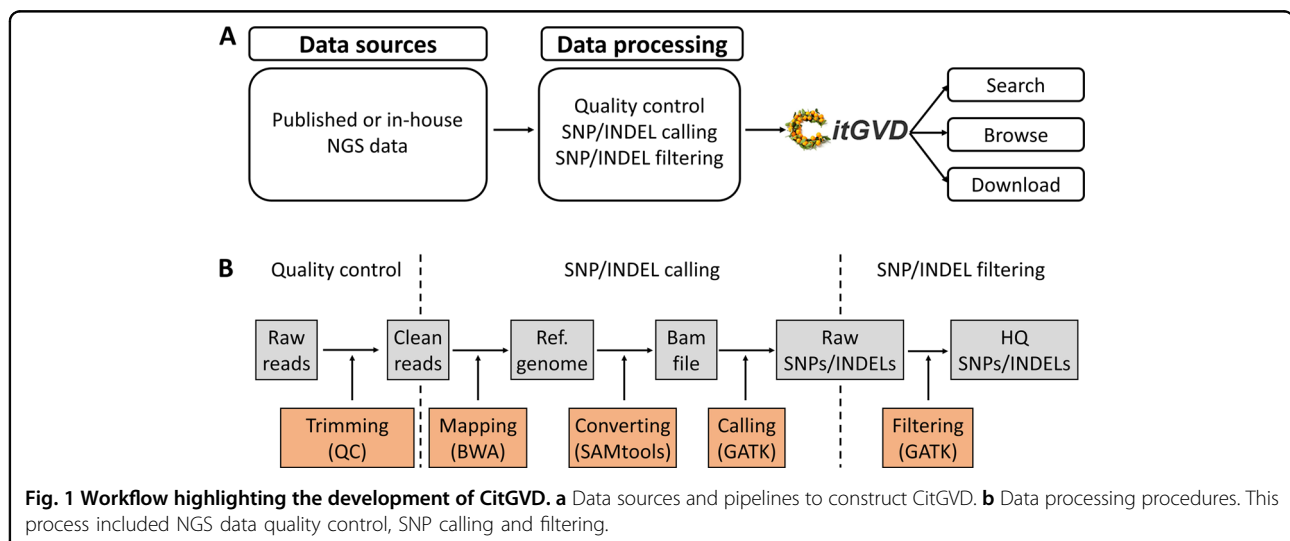 A
Data sources
Data processing
Published or in-house
NGS data
Quality control
SNP/INDEL calling
SNP/INDEL filtering
CitGVD
Search
Browse
Download
B
Quality control
SNP/INDEL calling
SNP/INDEL filtering
Raw
reads
Clean
reads
Ref.
genome
Bam
file
Raw
SNPs/INDELs
HQ
SNPs/INDELs
Trimming
(QC)
Mapping
(BWA)
Converting
(SAMtools)
Calling
(GATK)
Filtering
(GATK)
Fig. 1 Workflow highlighting the development of CitGVD. a Data sources and pipelines to construct CitGVD. b Data processing procedures. This
process included NGS data quality control, SNP calling and filtering.